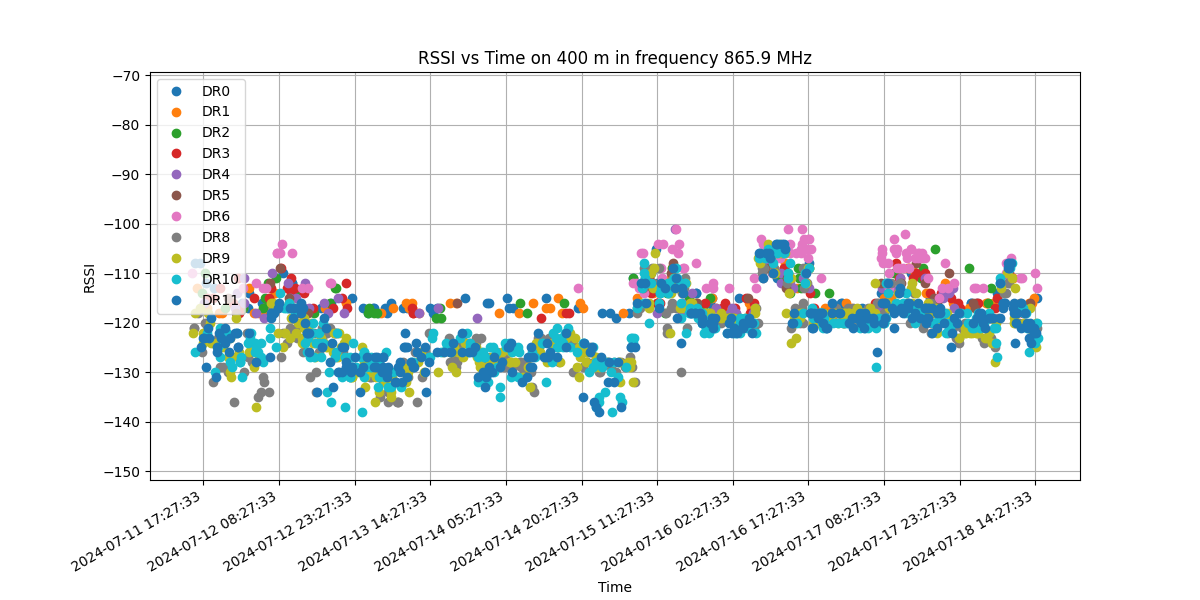 RSSI vs Time on 400 m in frequency 865.9 MHz
RSSI
−70
−80
−90
−100
−110
−120
−130
−140
−150
DR0
DR1
DR2
DR3
DR4
DR5
DR6
DR8
DR9
DR10
DR11
2024-07-11 17:27:33
2024-07-12 08:27:33
2024-07-12 23:27:33
2024-07-13 14:27:33
2024-07-14 05:27:33
2024-07-14 20:27:33
2024-07-15 11:27:33
2024-07-16 02:27:33
2024-07-16 17:27:33
2024-07-17 08:27:33
2024-07-17 23:27:33
2024-07-18 14:27:33
Time